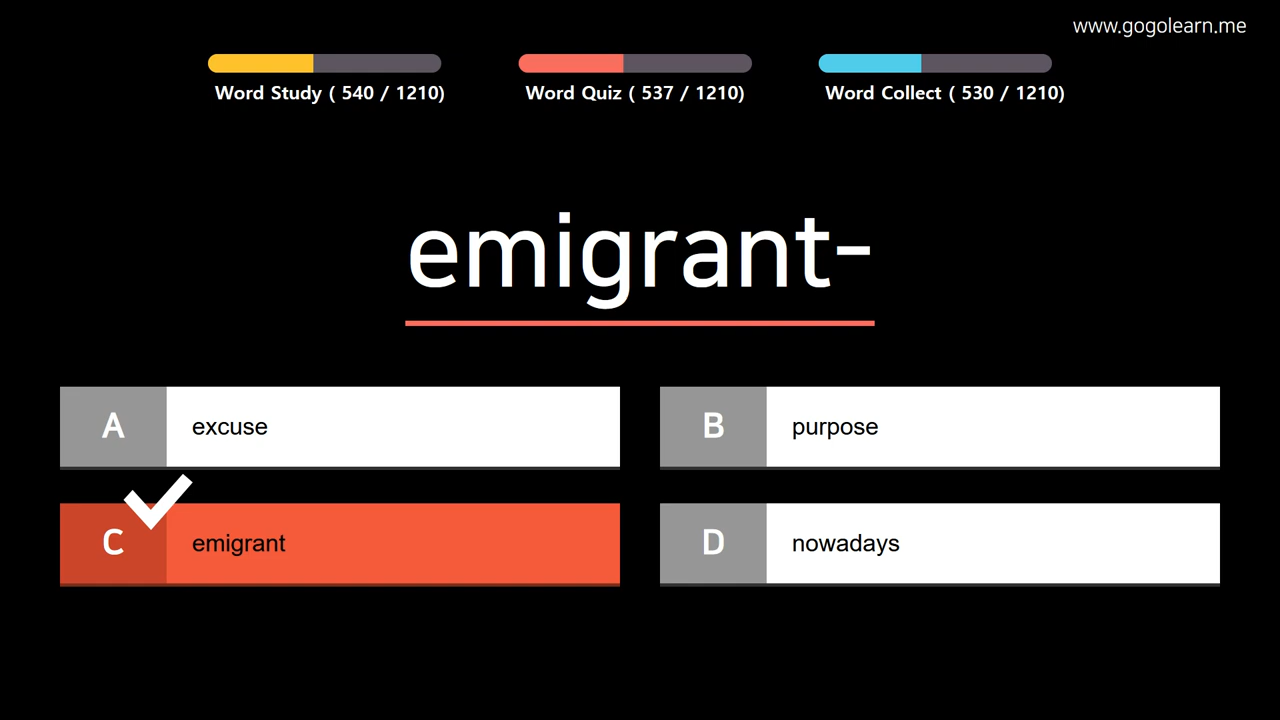 www.gogolearn.me
Word Study ( 540 / 1210)
Word Quiz ( 537 / 1210)
Word Collect ( 530 / 1210)
emigrant-
A
excuse
B
purpose
C
emigrant
D
nowadays